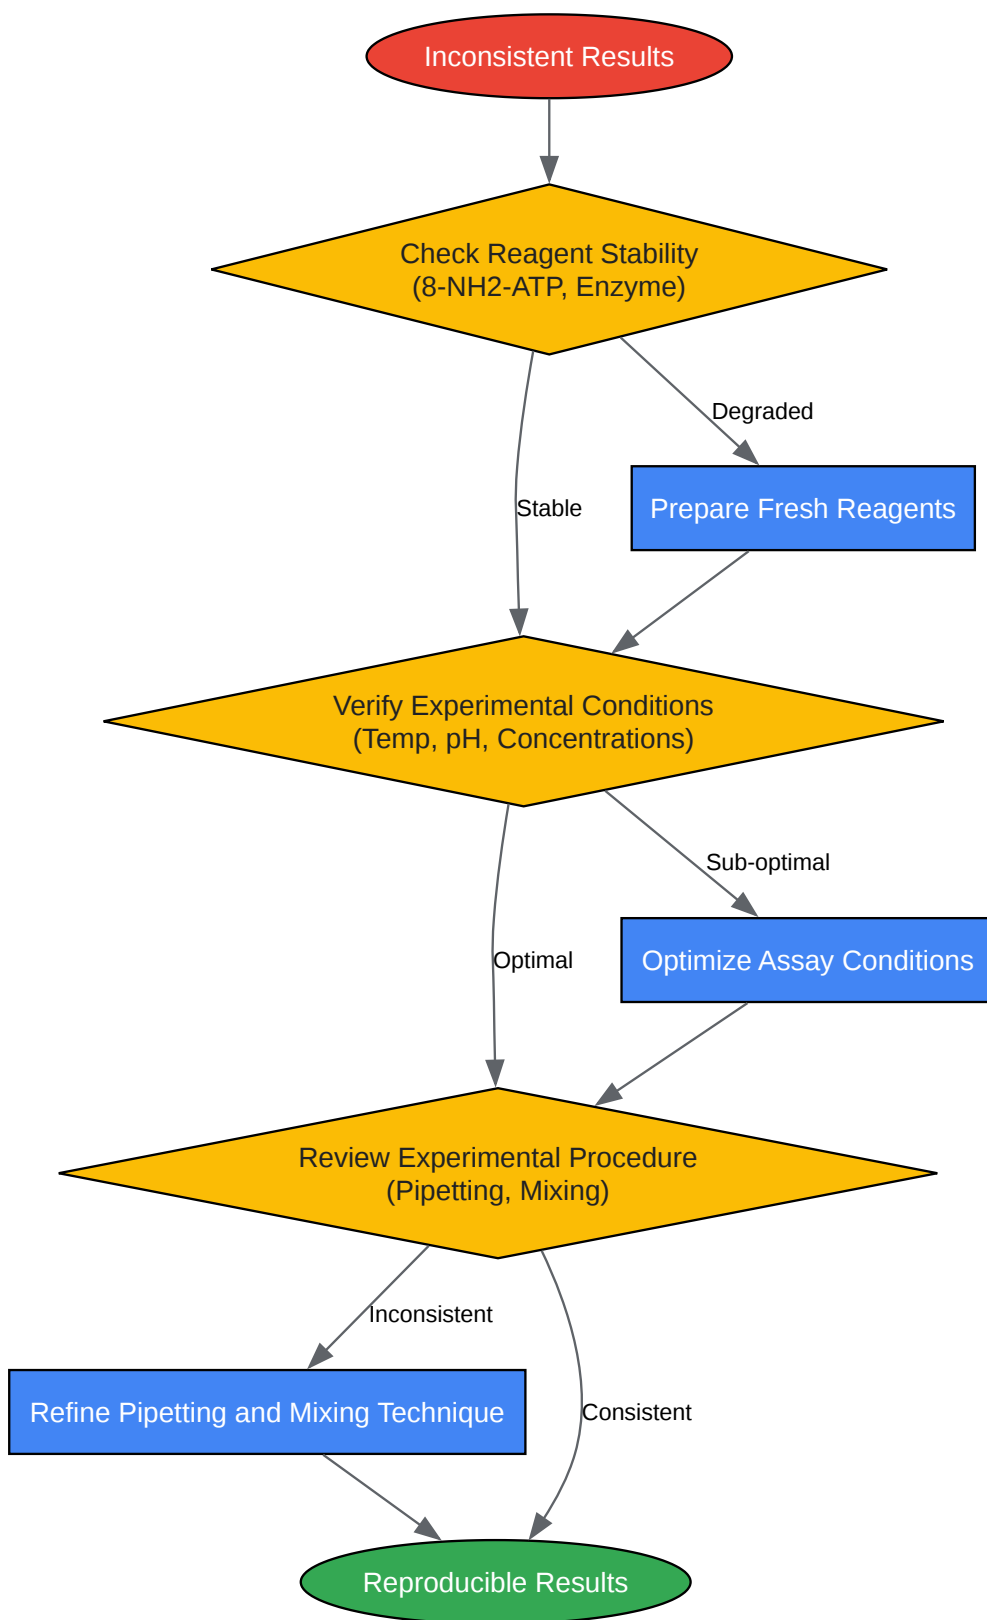 Inconsistent Results
Check Reagent Stability
(8-NH2-ATP, Enzyme)
Degraded
Stable
Prepare Fresh Reagents
Verify Experimental Conditions
(Temp, pH, Concentrations)
Sub-optimal
Optimal
Optimize Assay Conditions
Review Experimental Procedure
(Pipetting, Mixing)
Inconsistent
Refine Pipetting and Mixing Technique
Consistent
Reproducible Results